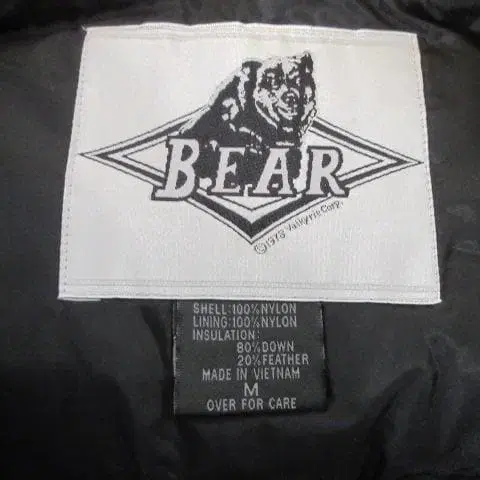 BEAR
©1973 Valkyrie Corp.
SHELL:100%NYLON
LINING:100%NYLON
INSULATION:
80%DOWN
20%FEATHER
MADE IN VIETNAM
M
OVER FOR CARE